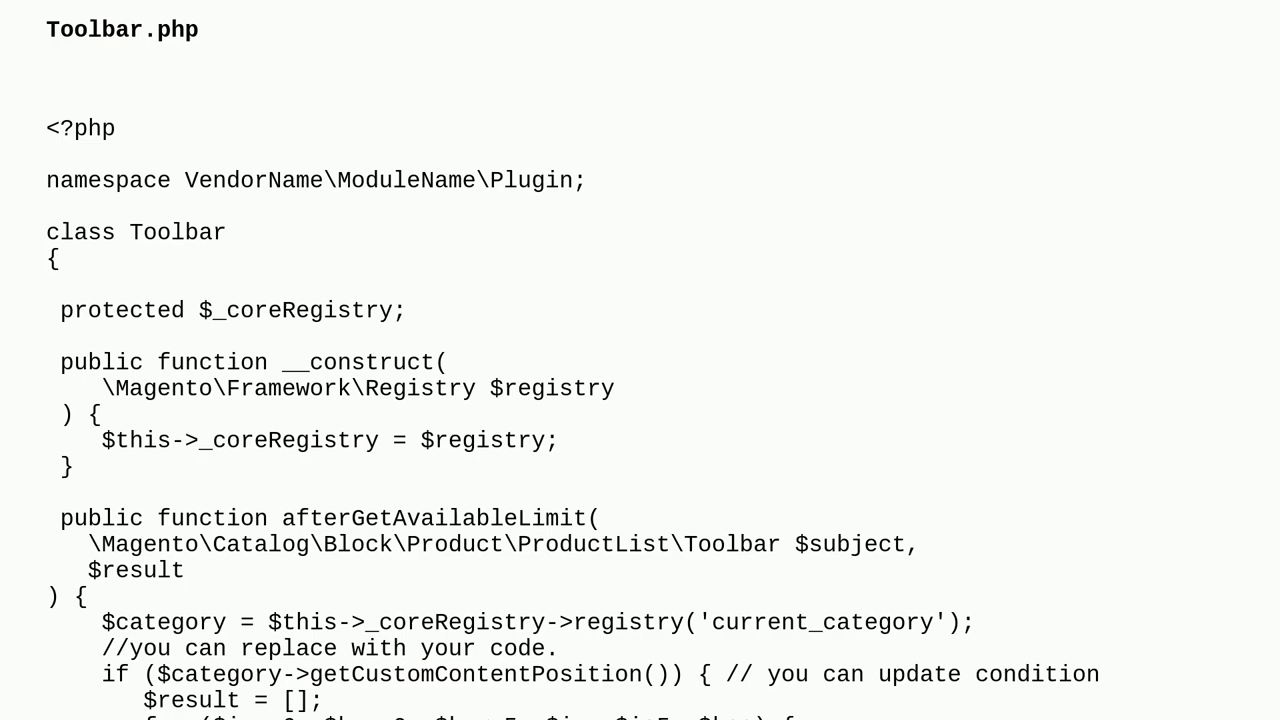 Toolbar.php
<?php
namespace VendorName\ModuleName\Plugin;
class Toolbar
{
protected $_coreRegistry;
public function __construct(
\Magento\Framework\Registry $registry
) {
$this->_coreRegistry = $registry;
}
public function afterGetAvailableLimit(
\Magento\Catalog\Block\Product\ProductList\Toolbar $subject,
$result
) {
$category = $this->_coreRegistry->registry('current_category');
//you can replace with your code.
if ($category->getCustomContentPosition()) { // you can update condition
$result = [];